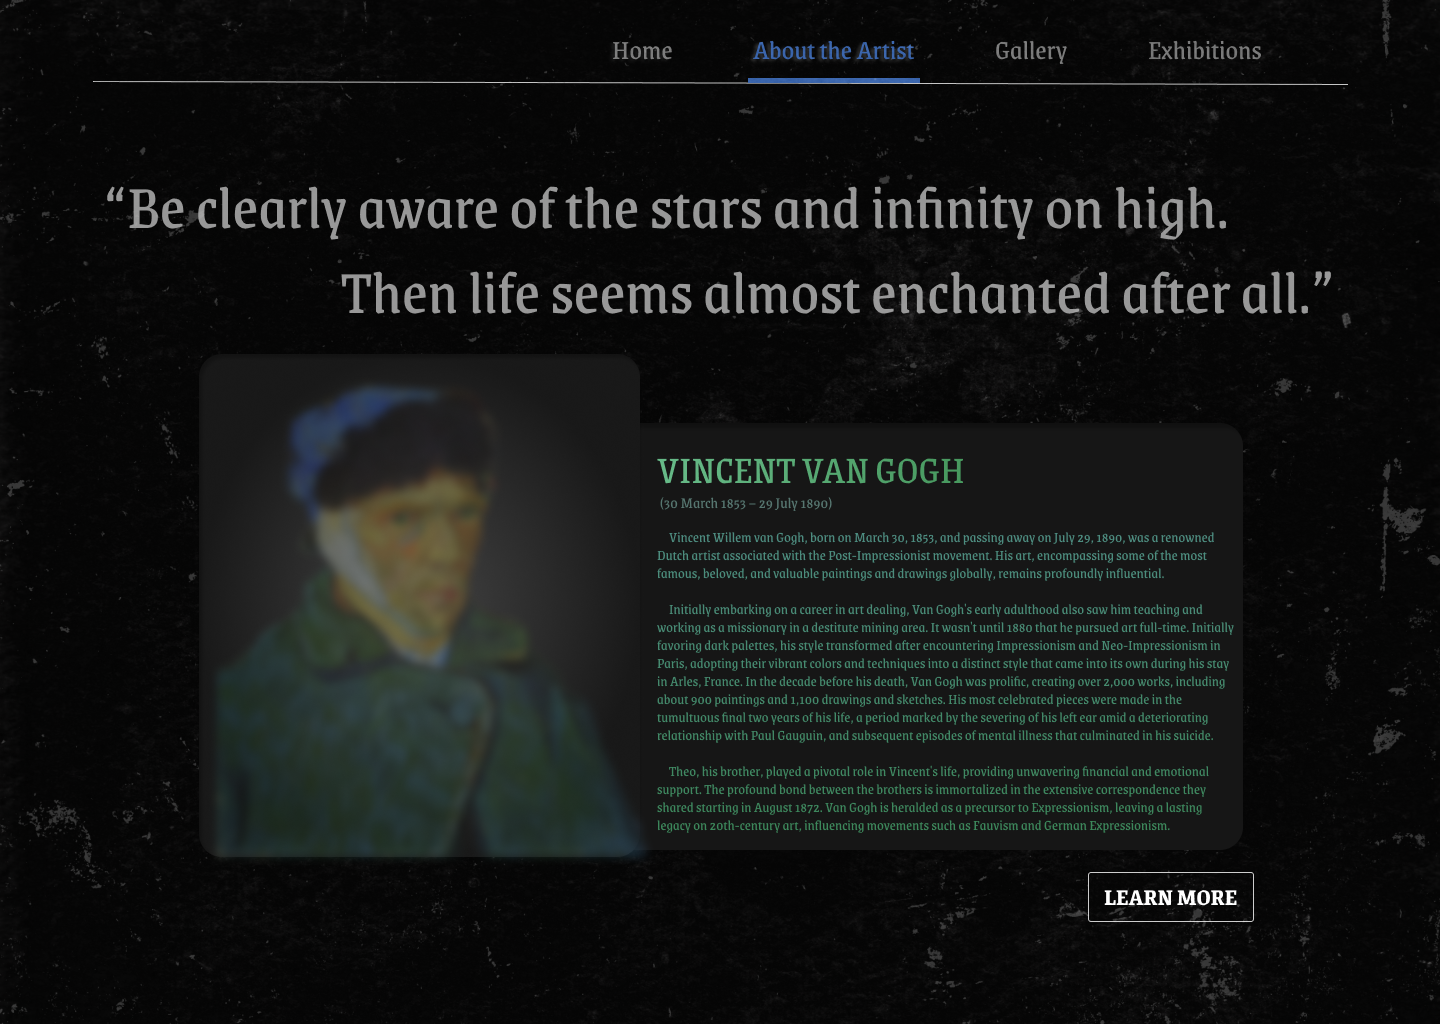 Home About the Artist Gallery Exhibitions
“Be clearly aware of the stars and infinity on high.
Then life seems almost enchanted after all.”
VINCENT VAN GOGH
(30 March 1853 – 29 July 1890)
Vincent Willem van Gogh, born on March 30, 1853, and passing away on July 29, 1890, was a renowned
Dutch artist associated with the Post-Impressionist movement. His art, encompassing some of the most
famous, beloved, and valuable paintings and drawings globally, remains profoundly influential.
Initially embarking on a career in art dealing, Van Gogh's early adulthood also saw him teaching and
working as a missionary in a destitute mining area. It wasn't until 1880 that he pursued art full-time. Initially
favoring dark palettes, his style transformed after encountering Impressionism and Neo-Impressionism in
Paris, adopting their vibrant colors and techniques into a distinct style that came into its own during his stay
in Arles, France. In the decade before his death, Van Gogh was prolific, creating over 2,000 works, including
about 900 paintings and 1,100 drawings and sketches. His most celebrated pieces were made in the
tumultuous final two years of his life, a period marked by the severing of his left ear amid a deteriorating
relationship with Paul Gauguin, and subsequent episodes of mental illness that culminated in his suicide.
Theo, his brother, played a pivotal role in Vincent's life, providing unwavering financial and emotional
support. The profound bond between the brothers is immortalized in the extensive correspondence they
shared starting in August 1872. Van Gogh is heralded as a precursor to Expressionism, leaving a lasting
legacy on 20th-century art, influencing movements such as Fauvism and German Expressionism.
LEARN MORE